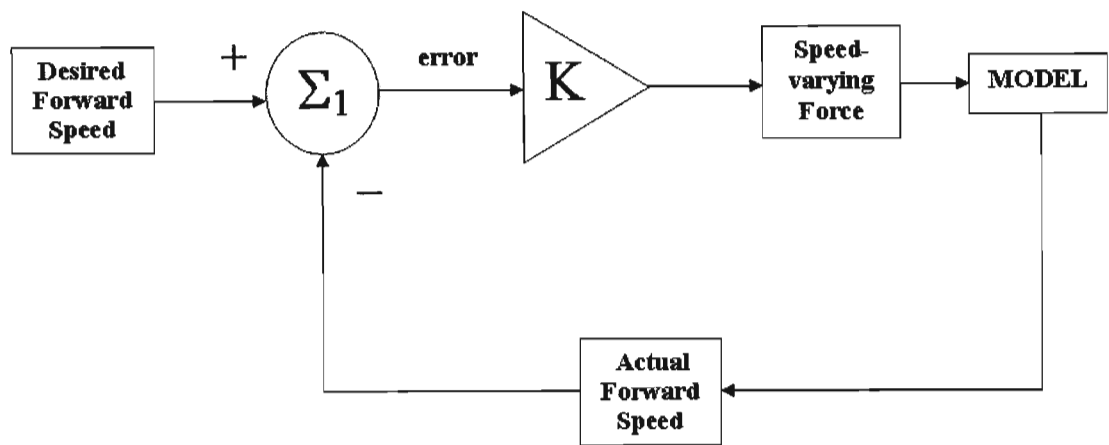 Desired
Forward
Speed
+
Σ1
−
error
K
Speed-
varying
Force
MODEL
Actual
Forward
Speed